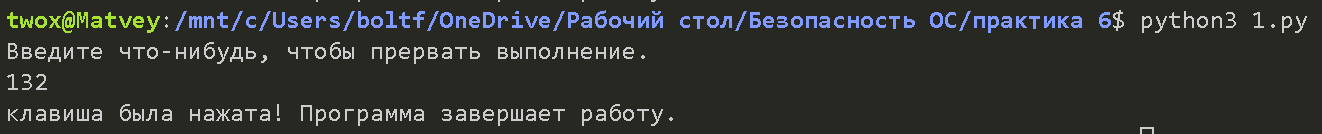 twox@Matvey:/mnt/c/Users/boltf/OneDrive/Рабочий стол/Безопасность ОС/практика 6$ python3 1.py
Введите что-нибудь, чтобы прервать выполнение.
132
клавиша была нажата! Программа завершает работу.